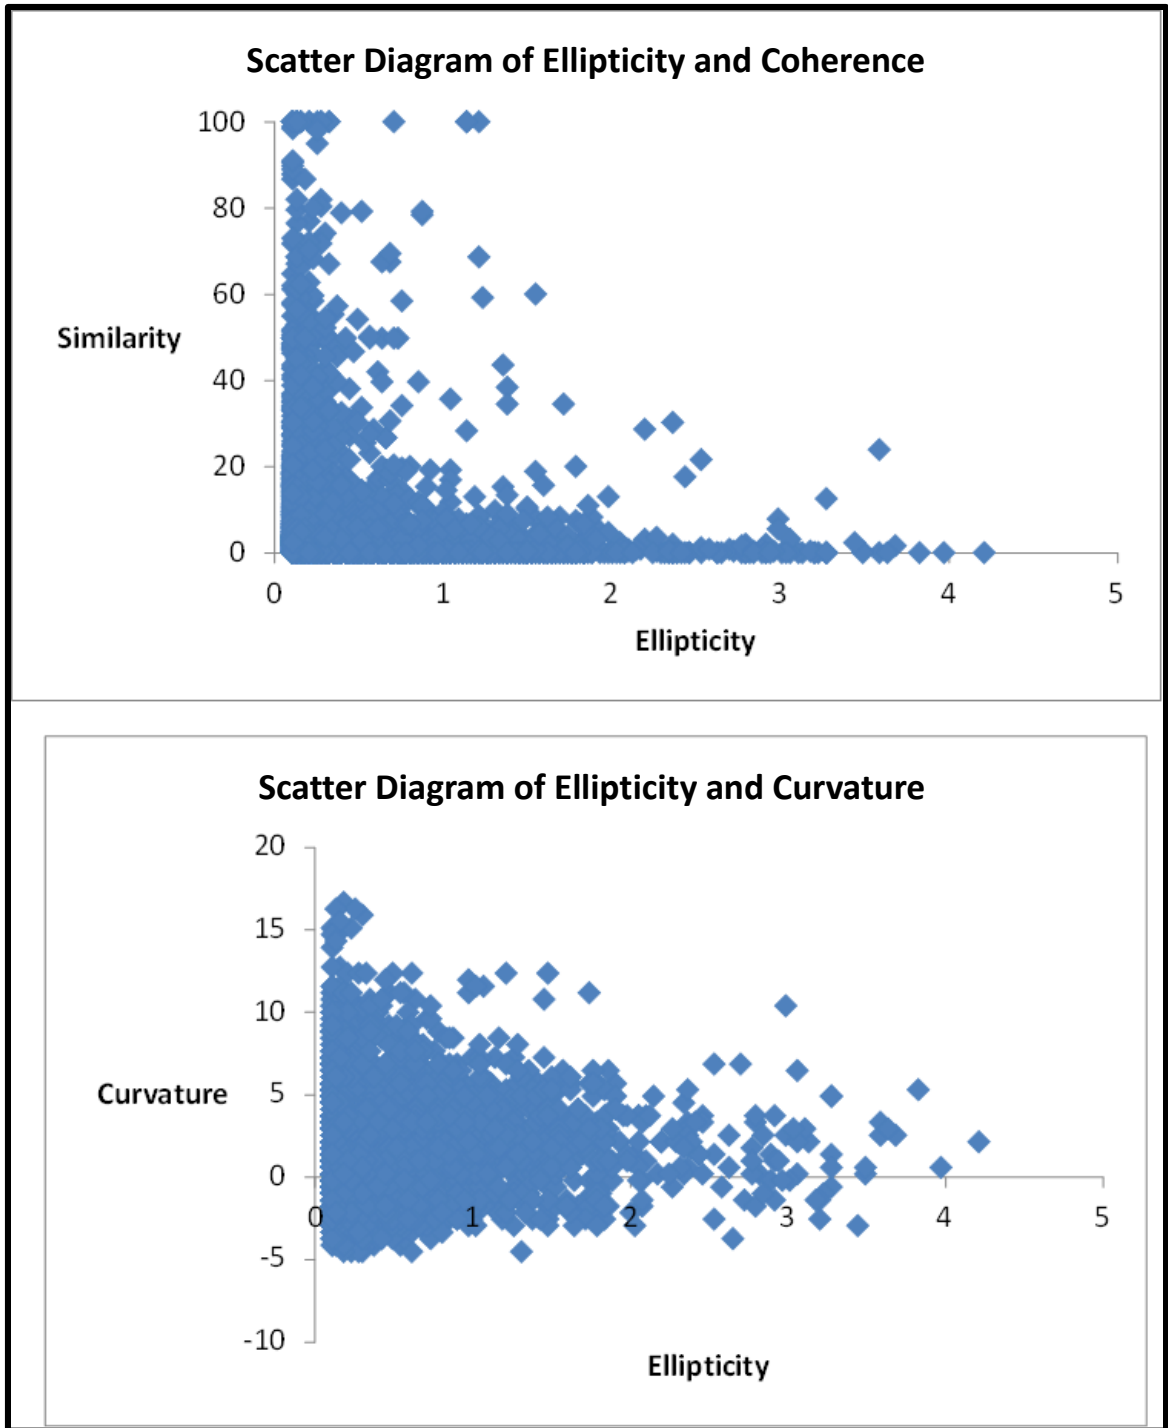 Scatter Diagram of Ellipticity and Coherence
100
80
60
Similarity
40
20
0
0 1 2 3 4 5
Ellipticity
Scatter Diagram of Ellipticity and Curvature
20
15
10
Curvature
5
0
0 1 2 3 4 5
-5
-10
Ellipticity